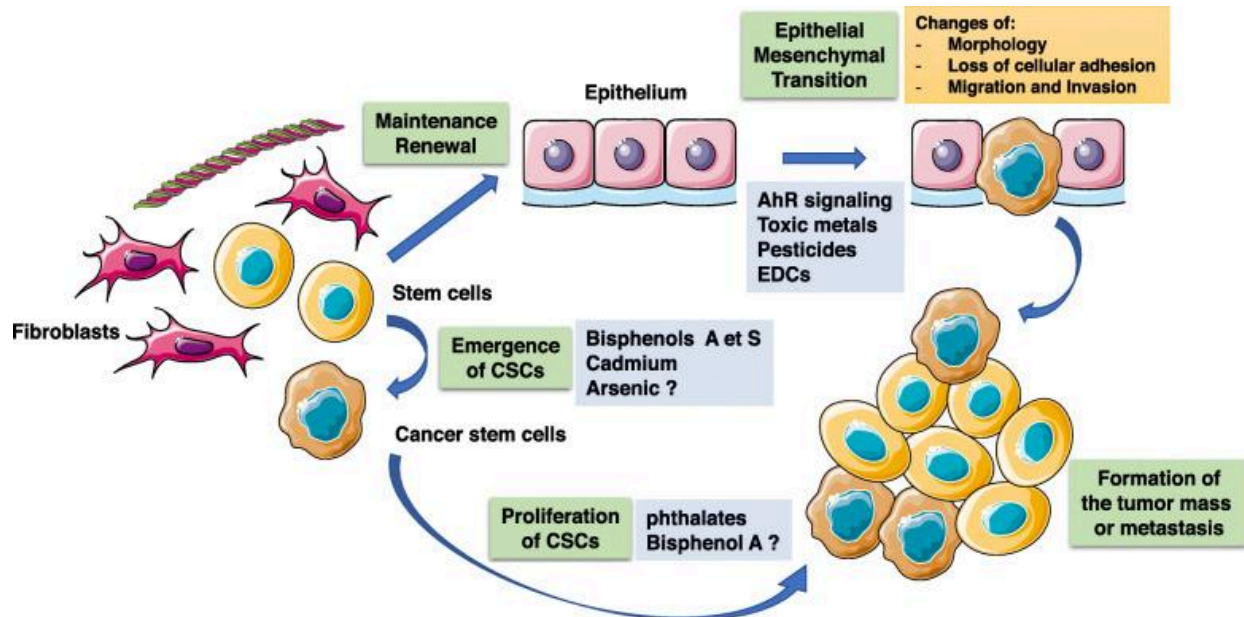 Epithelial
Mesenchymal
Transition
Changes of:
- Morphology
- Loss of cellular adhesion
- Migration and Invasion
Maintenance
Renewal
Epithelium
AhR signaling
Toxic metals
Pesticides
EDCs
Stem cells
Fibroblasts
Emergence
of CSCs
Bisphenols A et S
Cadmium
Arsenic ?
Cancer stem cells
Proliferation
of CSCs
phthalates
Bisphenol A ?
Formation of
the tumor mass
or metastasis